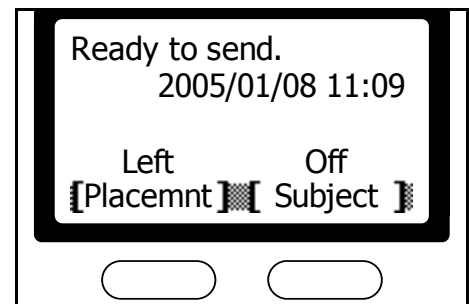 Ready to send.
2005/01/08 11:09
Left Off
[Placemnt] [ Subject ]